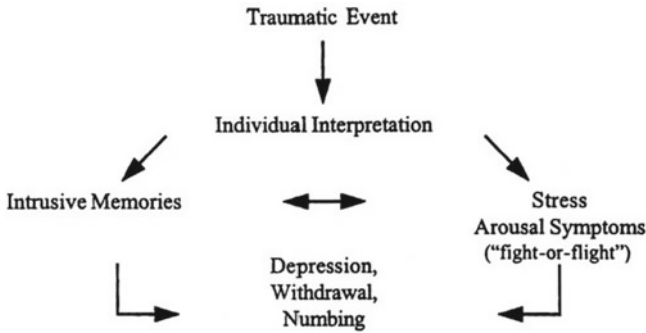 Traumatic Event
Individual Interpretation
Intrusive Memories
Stress
Arousal Symptoms
(“fight-or-flight”)
Depression,
Withdrawal,
Numbing